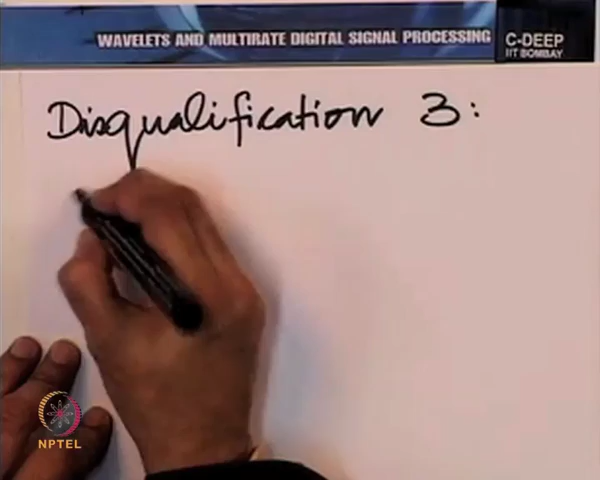 WAVELETS AND MULTIRATE DIGITAL SIGNAL PROCESSING
C-DEEP
IIT BOMBAY
Disqualification 3:
NPTEL